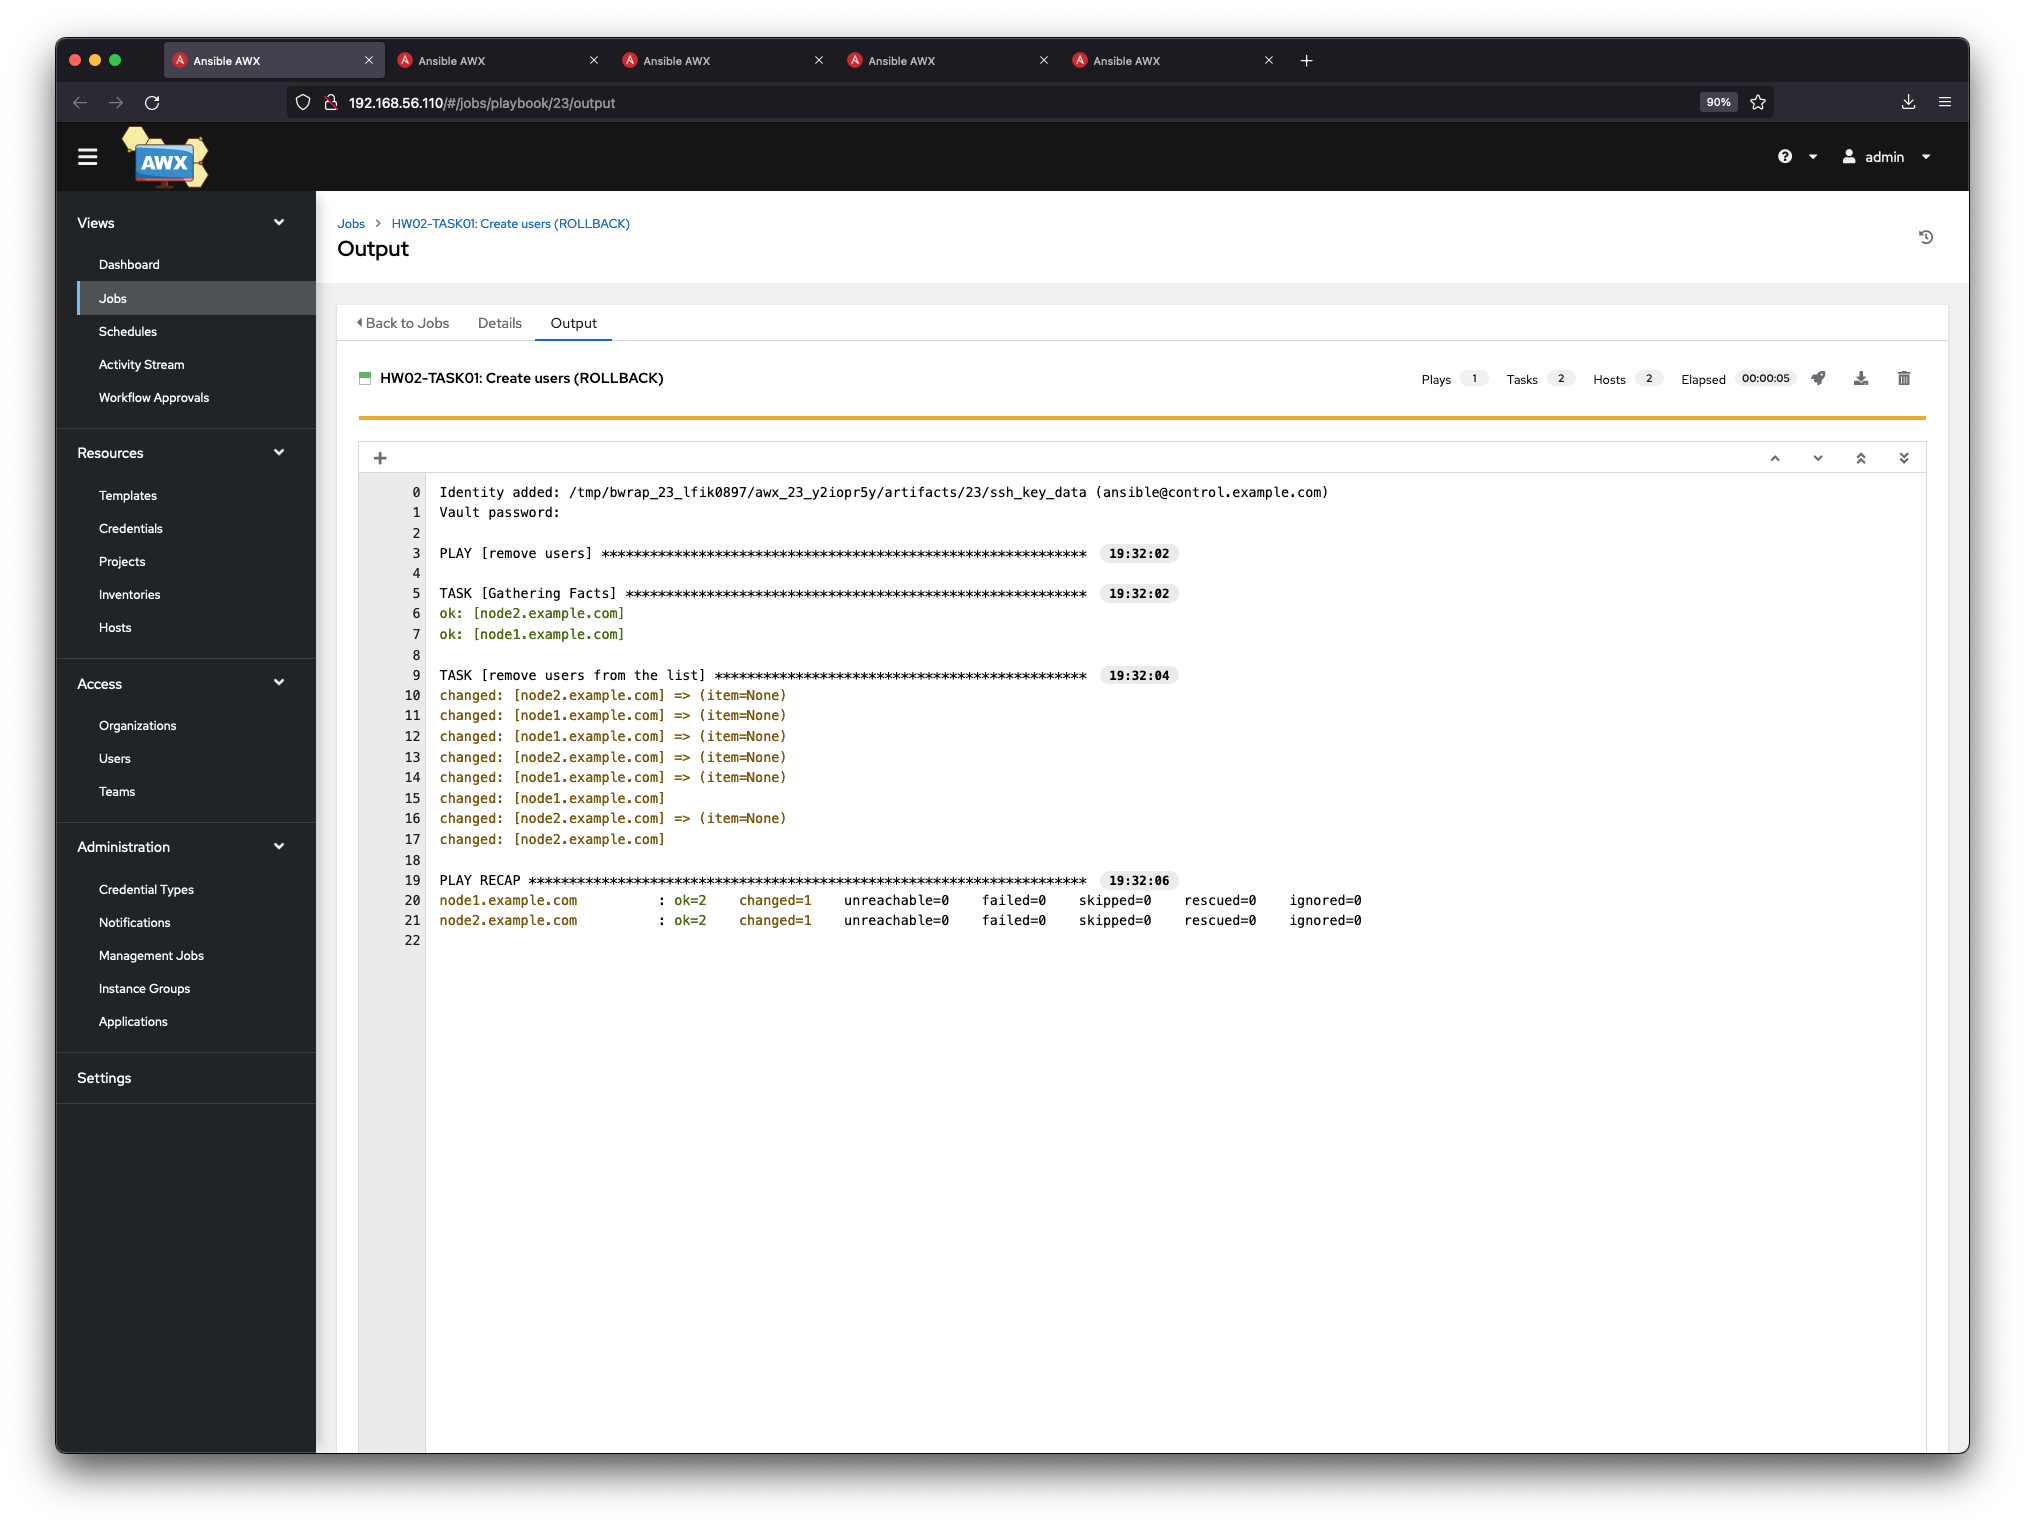 Ansible AWX
Ansible AWX
Ansible AWX
Ansible AWX
Ansible AWX
192.168.56.110/#/jobs/playbook/23/output
90%
AWX
admin
Views
Dashboard
Jobs
Schedules
Activity Stream
Workflow Approvals
Resources
Templates
Credentials
Projects
Inventories
Hosts
Access
Organizations
Users
Teams
Administration
Credential Types
Notifications
Management Jobs
Instance Groups
Applications
Settings
Jobs > HW02-TASK01: Create users (ROLLBACK)
Output
Back to Jobs Details Output
HW02-TASK01: Create users (ROLLBACK) Plays 1 Tasks 2 Hosts 2 Elapsed 00:00:05
0 Identity added: /tmp/bwrap_23_lfik0897/awx_23_y2iopr5y/artifacts/23/ssh_key_data (ansible@control.example.com)
1 Vault password:
2
3 PLAY [remove users] ************************************************************ 19:32:02
4
5 TASK [Gathering Facts] ********************************************************* 19:32:02
6 ok: [node2.example.com]
7 ok: [node1.example.com]
8
9 TASK [remove users from the list] ********************************************** 19:32:04
10 changed: [node2.example.com] => (item=None)
11 changed: [node1.example.com] => (item=None)
12 changed: [node1.example.com] => (item=None)
13 changed: [node2.example.com] => (item=None)
14 changed: [node1.example.com] => (item=None)
15 changed: [node1.example.com]
16 changed: [node2.example.com] => (item=None)
17 changed: [node2.example.com]
18
19 PLAY RECAP ********************************************************************* 19:32:06
20 node1.example.com : ok=2 changed=1 unreachable=0 failed=0 skipped=0 rescued=0 ignored=0
21 node2.example.com : ok=2 changed=1 unreachable=0 failed=0 skipped=0 rescued=0 ignored=0
22